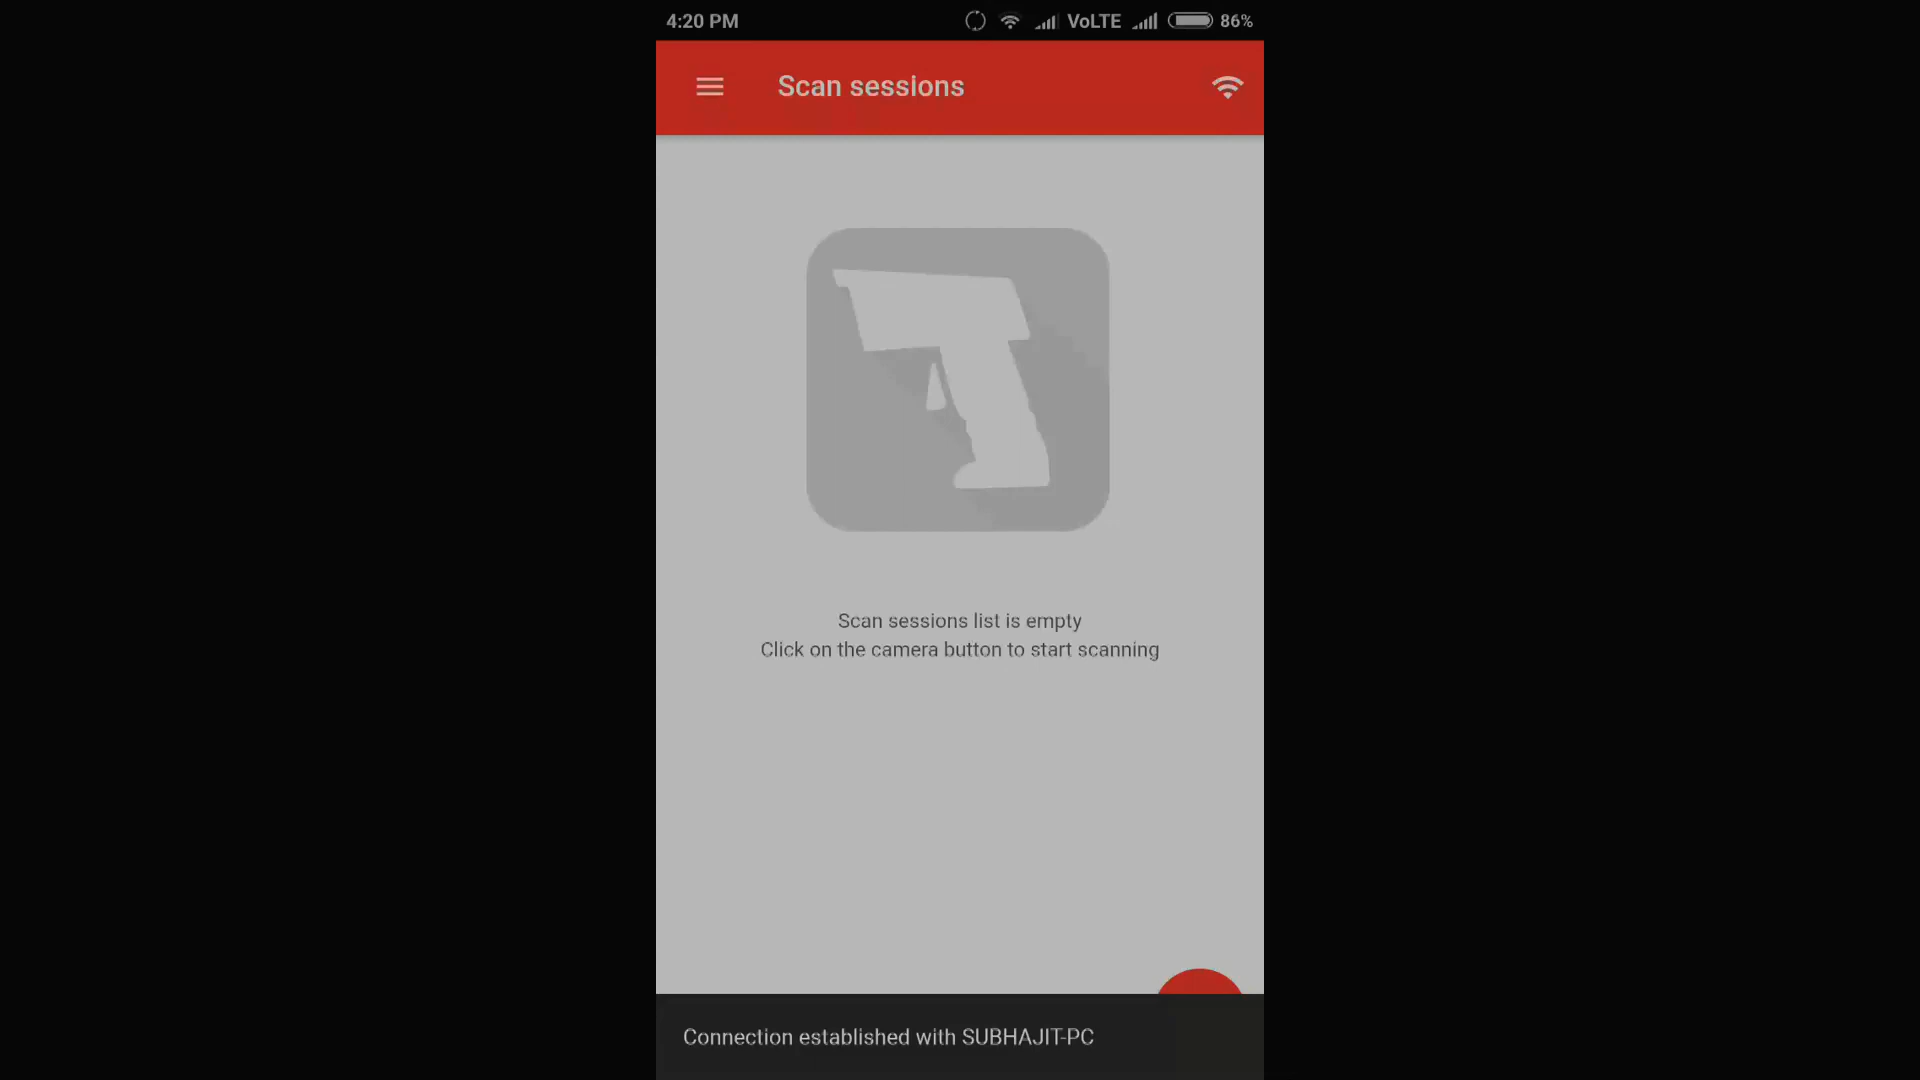 4:20 PM VoLTE 86%
Scan sessions
Scan sessions list is empty
Click on the camera button to start scanning
Connection established with SUBHAJIT-PC